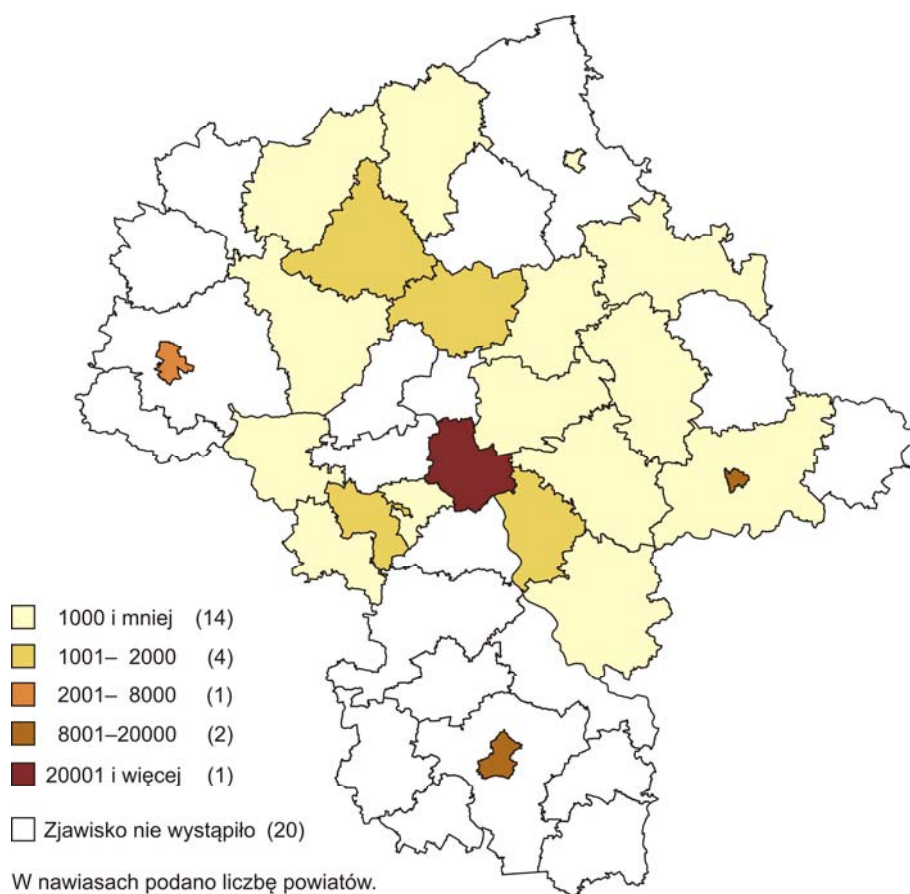 1000 i mniej (14)
1001– 2000 (4)
2001– 8000 (1)
8001–20000 (2)
20001 i więcej (1)
Zjawisko nie wystąpiło (20)
W nawiasach podano liczbę powiatów.